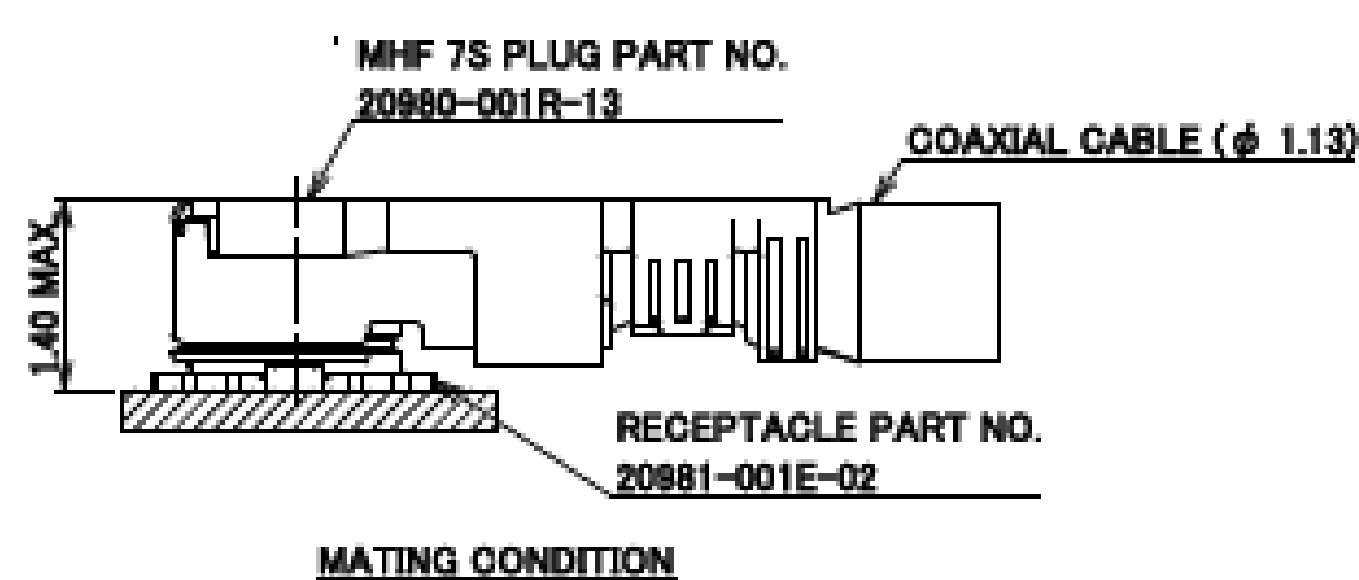 MHF 7S PLUG PART NO.
20980-001R-13
COAXIAL CABLE (ϕ 1.13)
1.40 MAX
RECEPTACLE PART NO.
20981-001E-02
MATING CONDITION